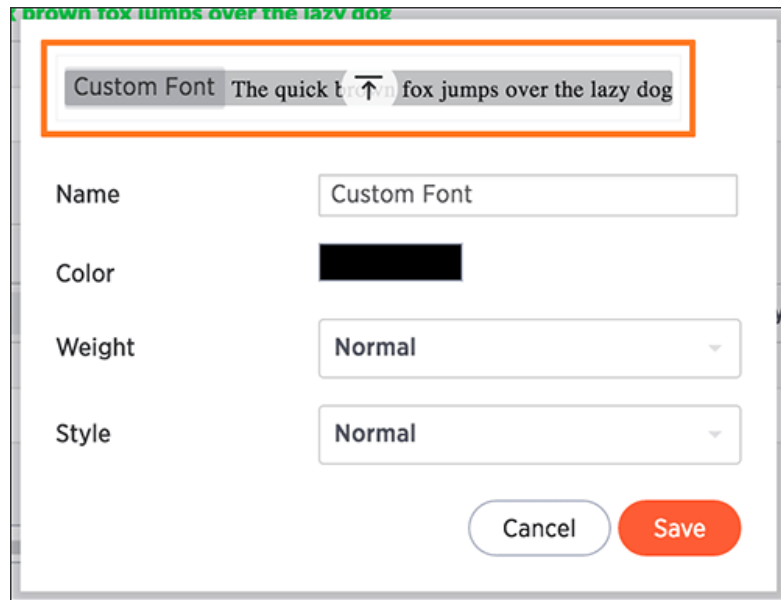 brown fox jumps over the lazy dog
Custom Font The quick brown fox jumps over the lazy dog
Name Custom Font
Color
Weight Normal
Style Normal
Cancel Save